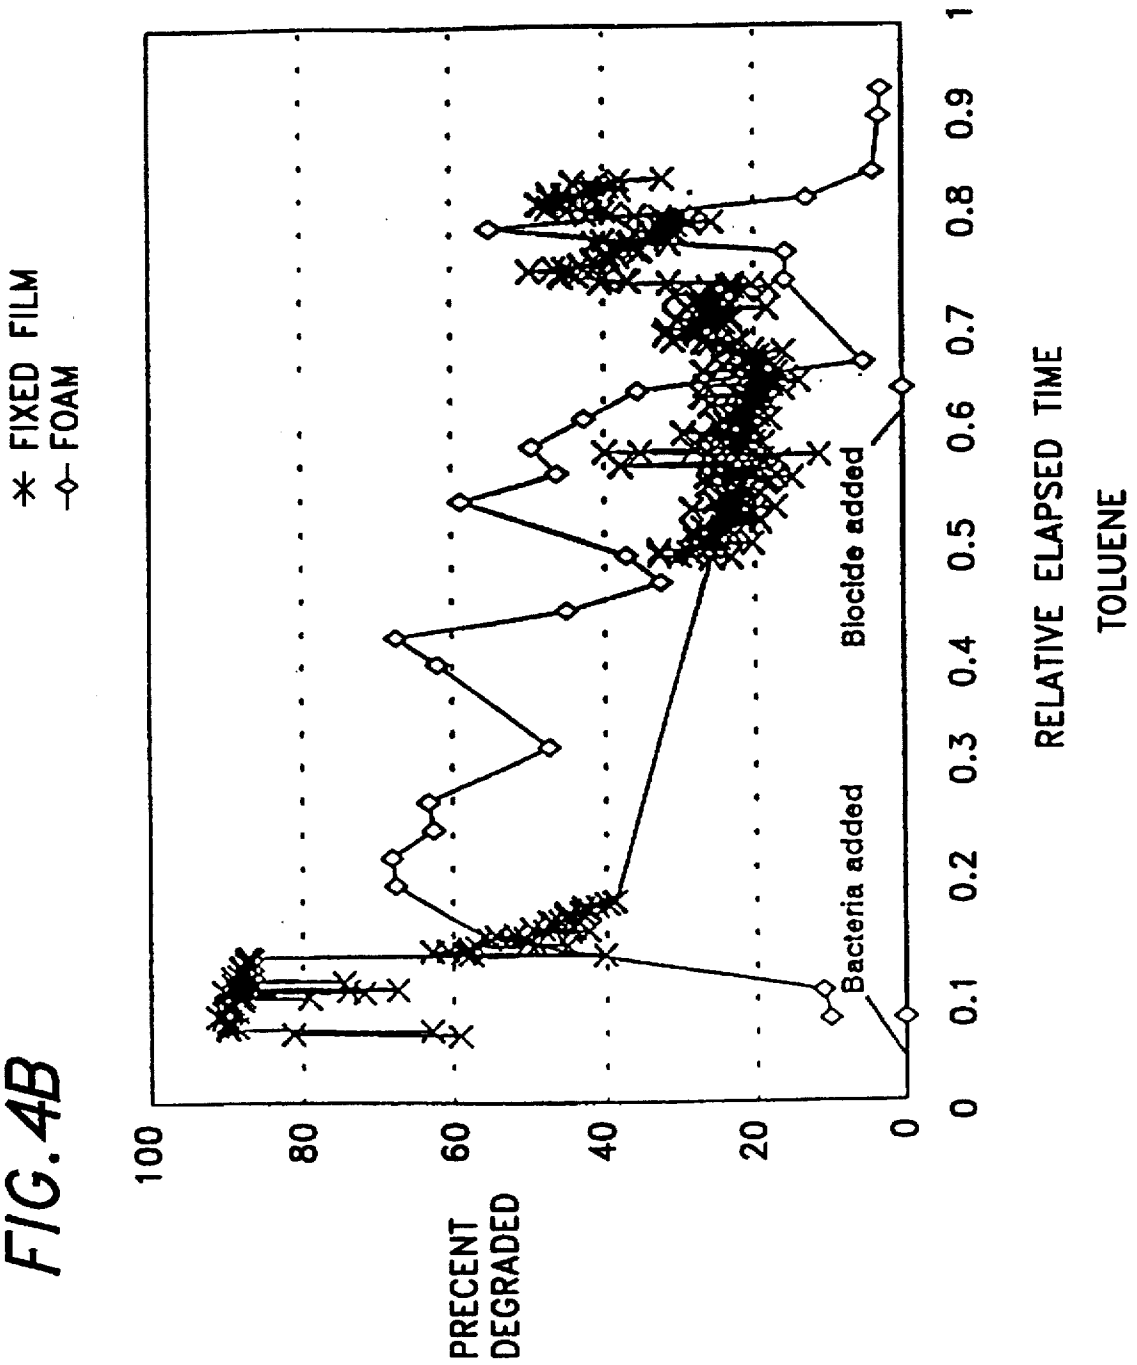 FIG. 4B
FIXED FILM
FOAM
PRECENT
DEGRADED
100
80
60
40
20
0
Bacteria added
Biocide added
0
0.1
0.2
0.3
0.4
0.5
0.6
0.7
0.8
0.9
1
RELATIVE ELAPSED TIME
TOLUENE